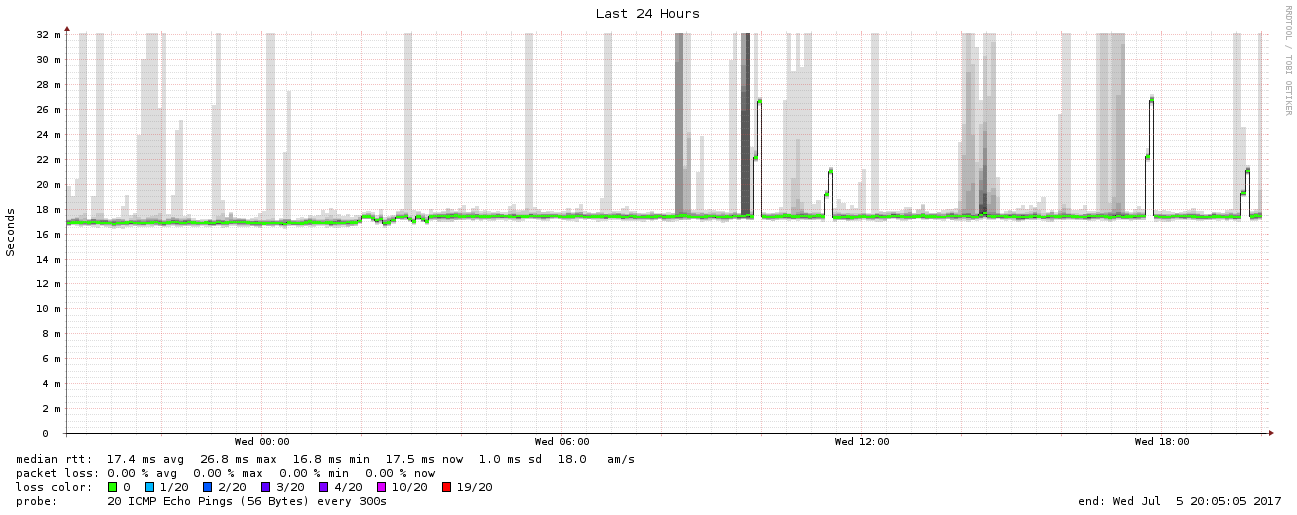 Last 24 Hours
RRDTOOL / TOBI OETIKER
Seconds
32 m
30 m
28 m
26 m
24 m
22 m
20 m
18 m
16 m
14 m
12 m
10 m
8 m
6 m
4 m
2 m
0
Wed 00:00 Wed 06:00 Wed 12:00 Wed 18:00
median rtt: 17.4 ms avg 26.8 ms max 16.8 ms min 17.5 ms now 1.0 ms sd 18.0 am/s
packet loss: 0.00 % avg 0.00 % max 0.00 % min 0.00 % now
loss color: 0 1/20 2/20 3/20 4/20 10/20 19/20
probe: 20 ICMP Echo Pings (56 Bytes) every 300s end: Wed Jul 5 20:05:05 2017